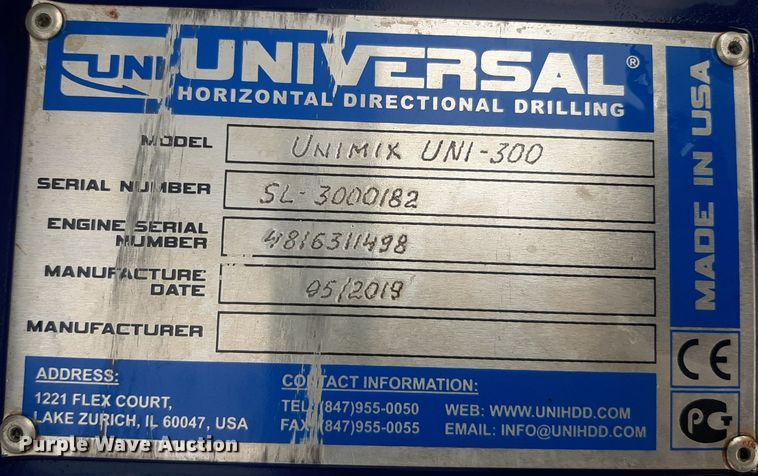 UNI UNIVERSAL®
HORIZONTAL DIRECTIONAL DRILLING
MODEL UNIMIX UNI-300
SERIAL NUMBER SL-3000182
ENGINE SERIAL NUMBER 4816311498
MANUFACTURE DATE 05/2019
MANUFACTURER
MADE IN USA
CE
PG
ADDRESS:
1221 FLEX COURT,
LAKE ZURICH, IL 60047, USA
CONTACT INFORMATION:
TEL: (847)955-0050 WEB: WWW.UNIHDD.COM
FAX: (847)955-0055 EMAIL: INFO@UNIHDD.COM
Purple Wave Auction